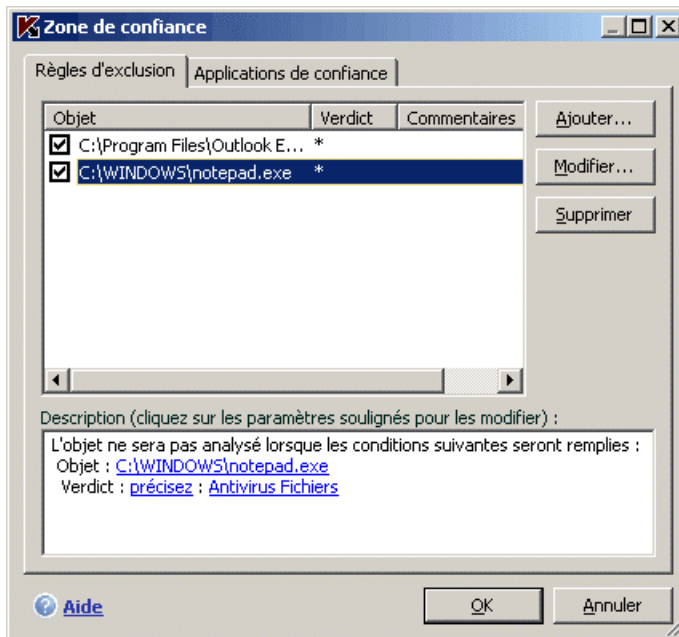 Zone de confiance
Règles d'exclusion Applications de confiance
Objet Verdict Commentaires
C:\Program Files\Outlook E... *
C:\WINDOWS\notepad.exe *
Ajouter...
Modifier...
Supprimer
Description (cliquez sur les paramètres soulignés pour les modifier) :
L'objet ne sera pas analysé lorsque les conditions suivantes seront remplies :
Objet : C:\WINDOWS\notepad.exe
Verdict : précisez : Antivirus Fichiers
Aide OK Annuler